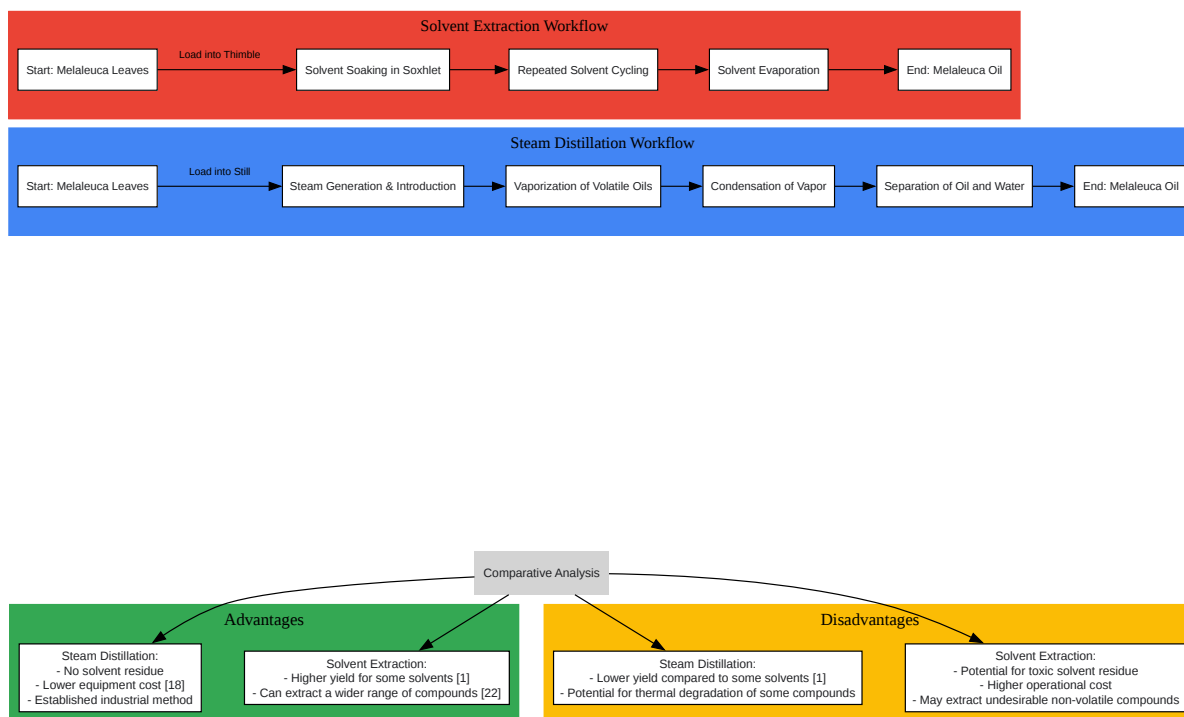 Solvent Extraction Workflow
Load into Thimble
Start: Melaleuca Leaves
Solvent Soaking in Soxhlet
Repeated Solvent Cycling
Solvent Evaporation
End: Melaleuca Oil
Steam Distillation Workflow
Load into Still
Start: Melaleuca Leaves
Steam Generation & Introduction
Vaporization of Volatile Oils
Condensation of Vapor
Separation of Oil and Water
End: Melaleuca Oil
Comparative Analysis
Advantages
Steam Distillation:
- No solvent residue
- Lower equipment cost [18]
- Established industrial method
Solvent Extraction:
- Higher yield for some solvents [1]
- Can extract a wider range of compounds [22]
Disadvantages
Steam Distillation:
- Lower yield compared to some solvents [1]
- Potential for thermal degradation of some compounds
Solvent Extraction:
- Potential for toxic solvent residue
- Higher operational cost
- May extract undesirable non-volatile compounds